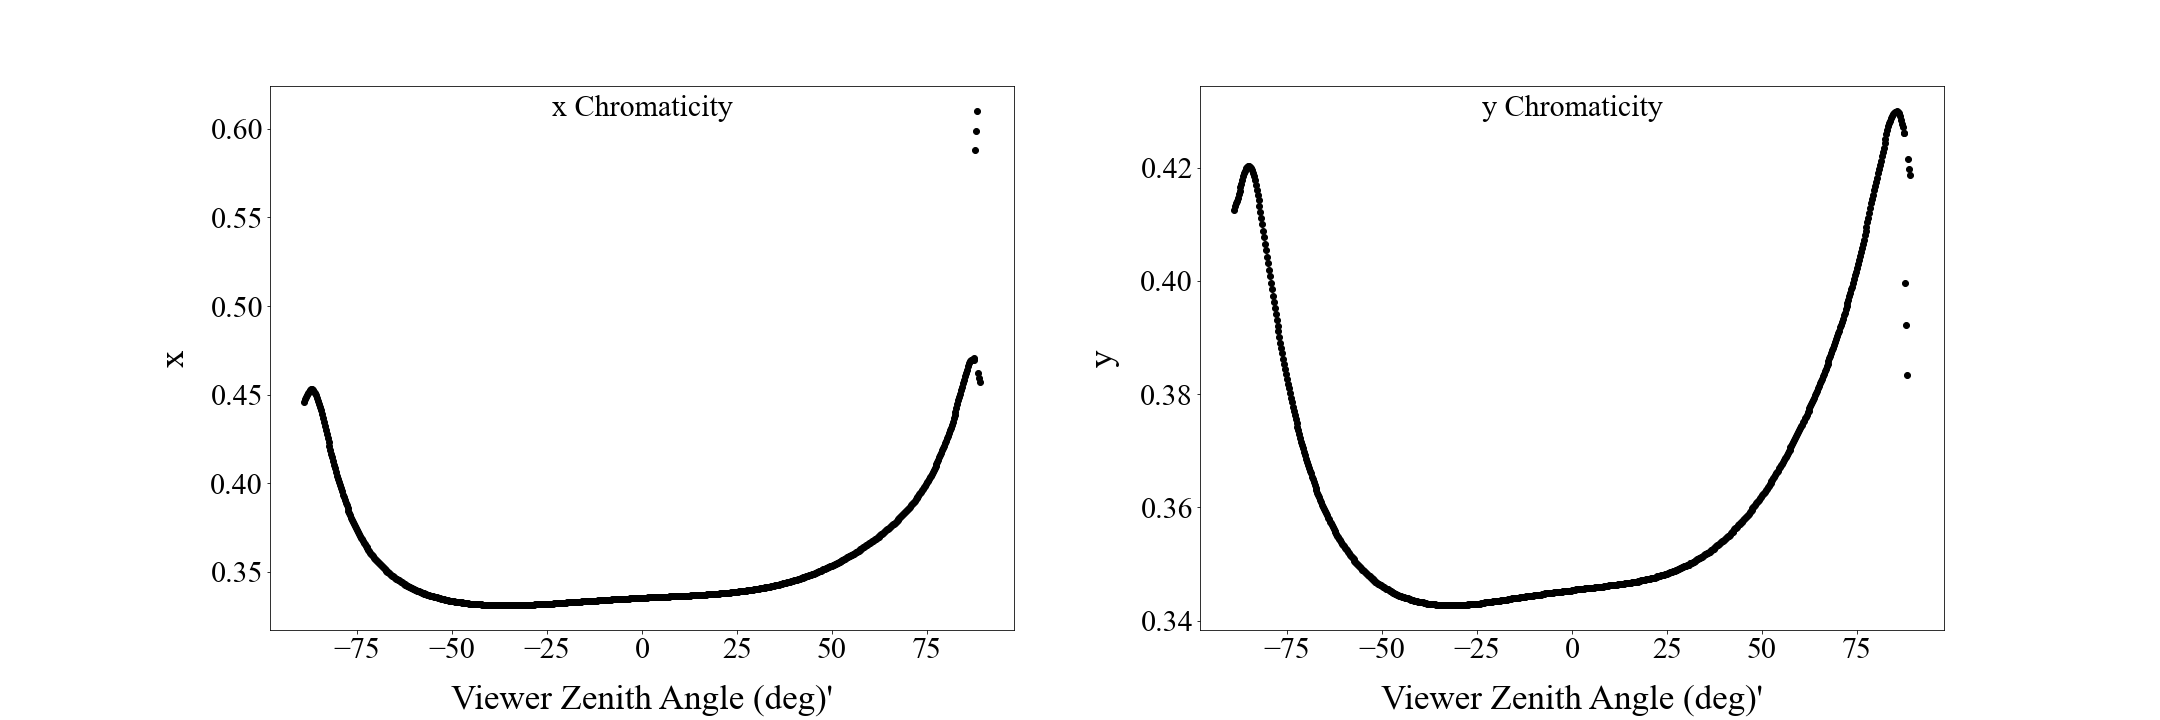 x Chromaticity
0.60
0.55
0.50
0.45
0.40
0.35
x
−75 −50 −25 0 25 50 75
Viewer Zenith Angle (deg)'
y Chromaticity
0.42
0.40
0.38
0.36
0.34
y
−75 −50 −25 0 25 50 75
Viewer Zenith Angle (deg)'